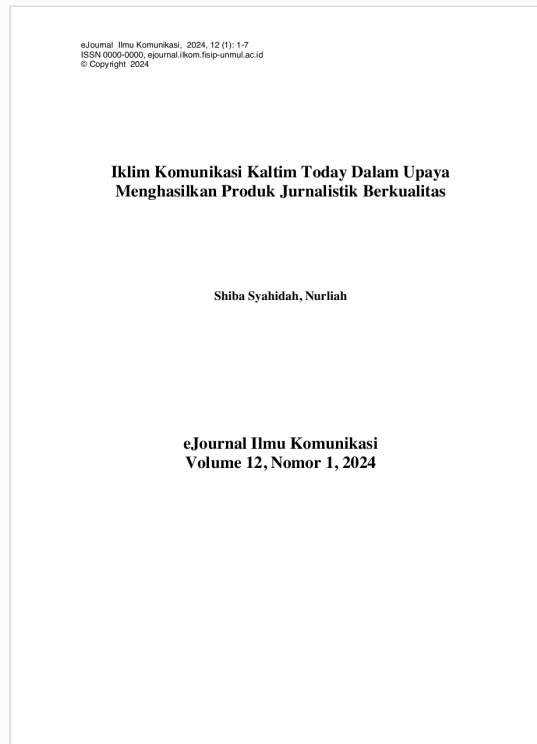 eJournal Ilmu Komunikasi, 2024, 12 (1): 1-7
ISSN 0000-0000, ejournal.ilkom.fisip-unmul.ac.id
© Copyright 2024
Iklim Komunikasi Kaltim Today Dalam Upaya
Menghasilkan Produk Jurnalistik Berkualitas
Shiba Syahidah, Nurliah
eJournal Ilmu Komunikasi
Volume 12, Nomor 1, 2024